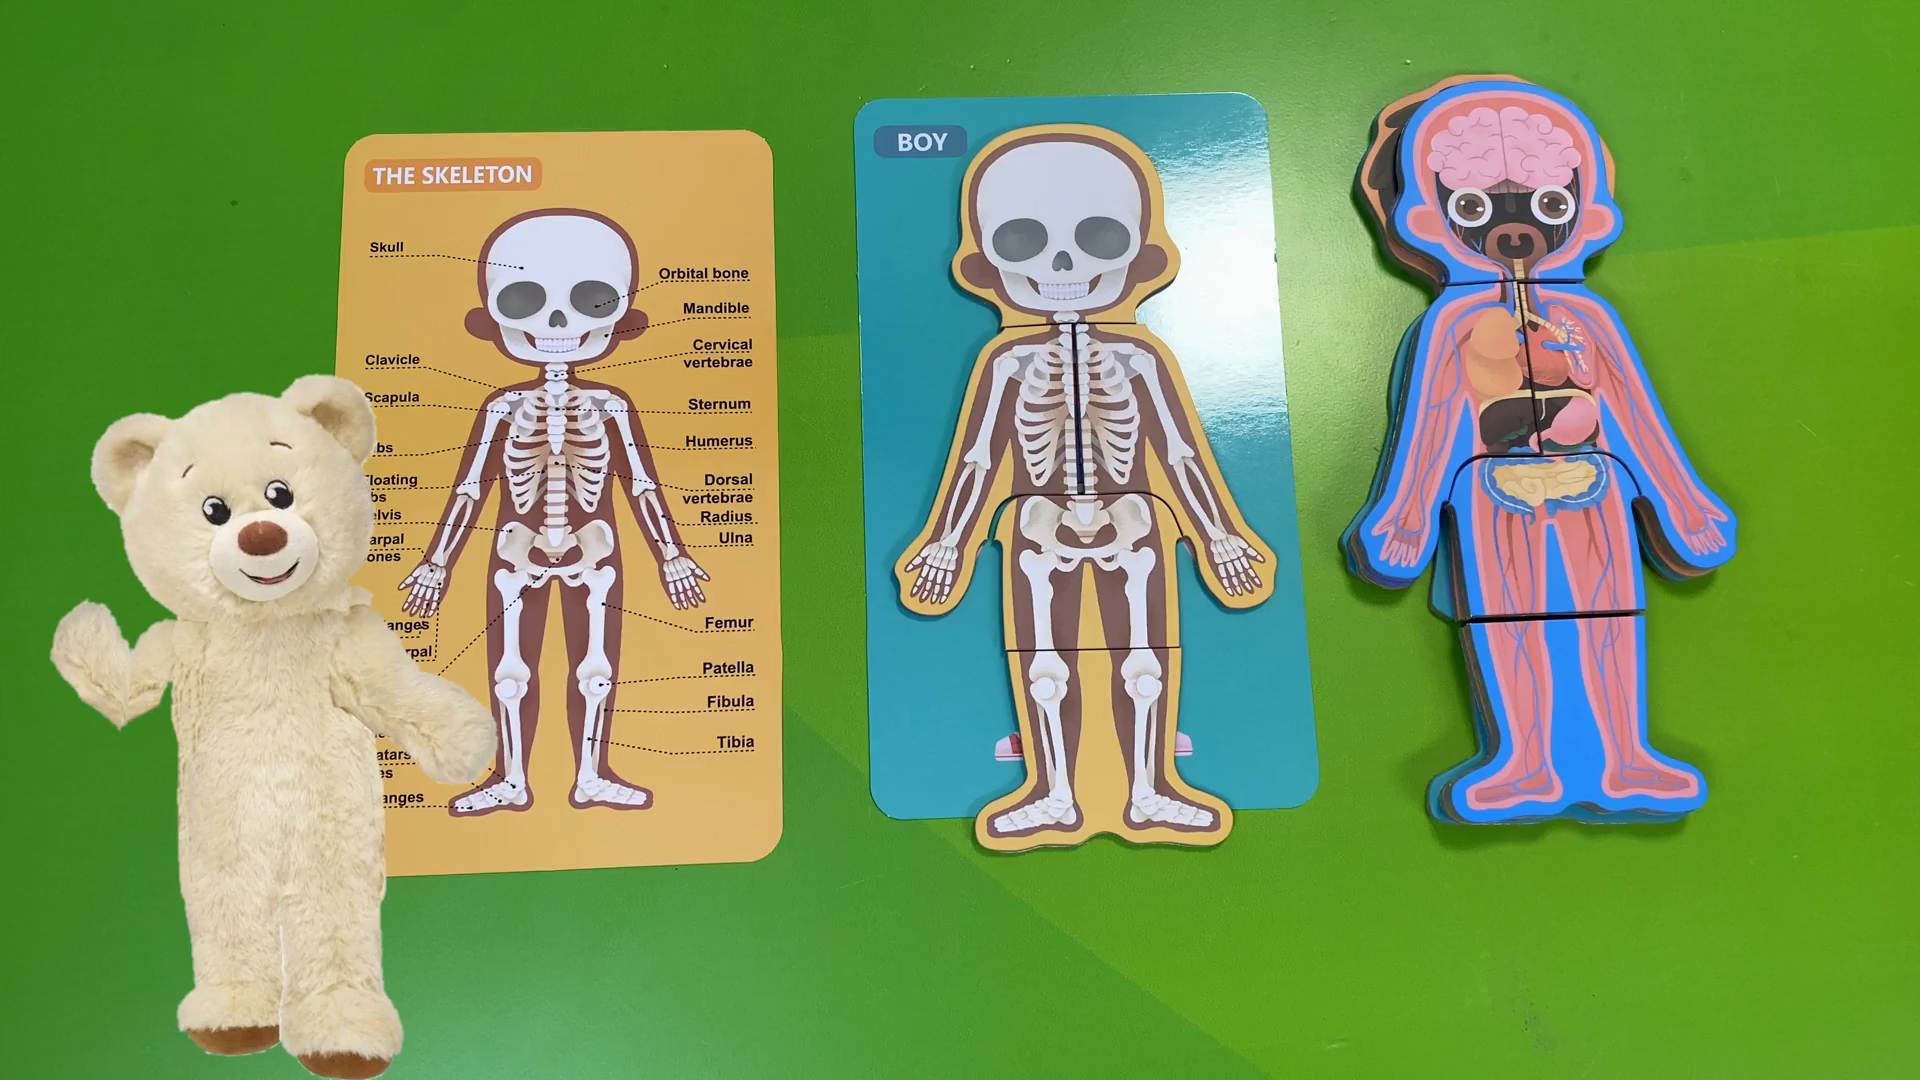 THE SKELETON
Skull
Orbital bone
Mandible
Cervical
vertebrae
Clavicle
Scapula
Sternum
Humerus
Floating
Dorsal
vertebrae
Radius
Ulna
Femur
Patella
Fibula
Tibia
BOY